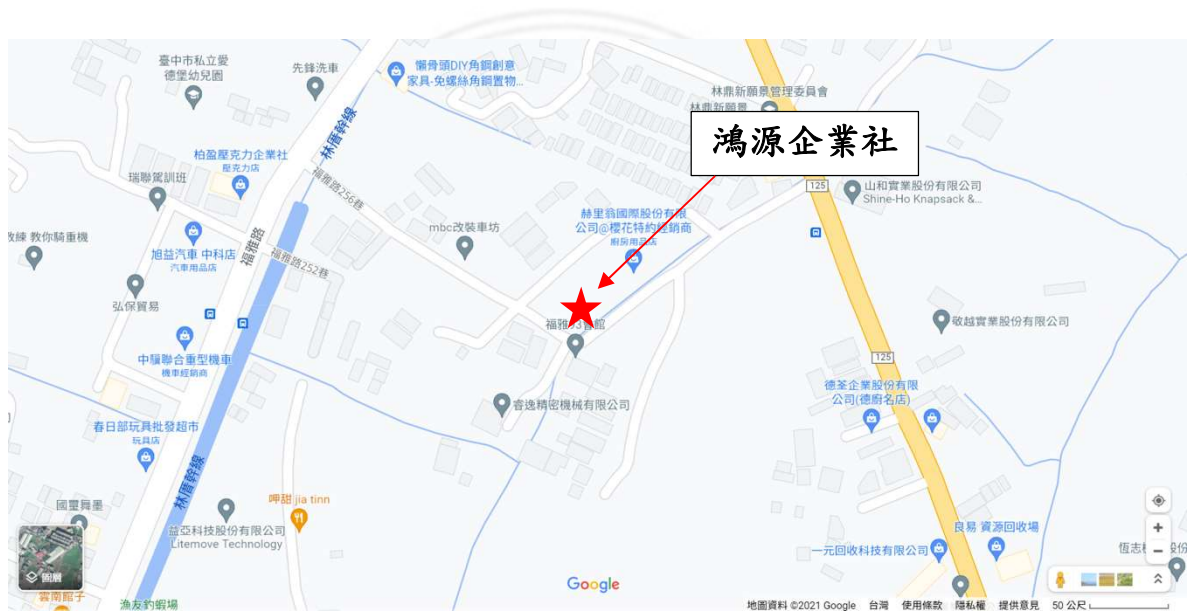 臺中市私立愛
德堡幼兒園
先鋒洗車
懶骨頭DIY角鋼創意
家具-免螺絲角鋼置物...
林鼎新願景管理委員會
林鼎新願景
鴻源企業社
林厝幹線
柏盈壓克力企業社
壓克力店
瑞聯駕訓班
福雅路256巷
125
山和實業股份有限公司
Shine-Ho Knapsack &...
赫里翁國際股份有限
公司@櫻花特約經銷商
廚房用品店
mbc改裝車坊
教練 教你騎重機
旭益汽車 中科店
汽車用品店
福雅路
福雅路252巷
弘保貿易
福雅93會館
敬越實業股份有限公司
中驥聯合重型機車
機車經銷商
125
德荃企業股份有限
公司(德廚名店)
睿逸精密機械有限公司
春日部玩具批發超市
玩具店
林厝幹線
呷甜 jia tinn
國璽舞墨
益亞科技股份有限公司
Litemove Technology
良易 資源回收場
一元回收科技有限公司
圖層
雲南館子
漁友釣蝦場
Google
地圖資料 ©2021 Google 台灣 使用條款 隱私權 提供意見 50 公尺